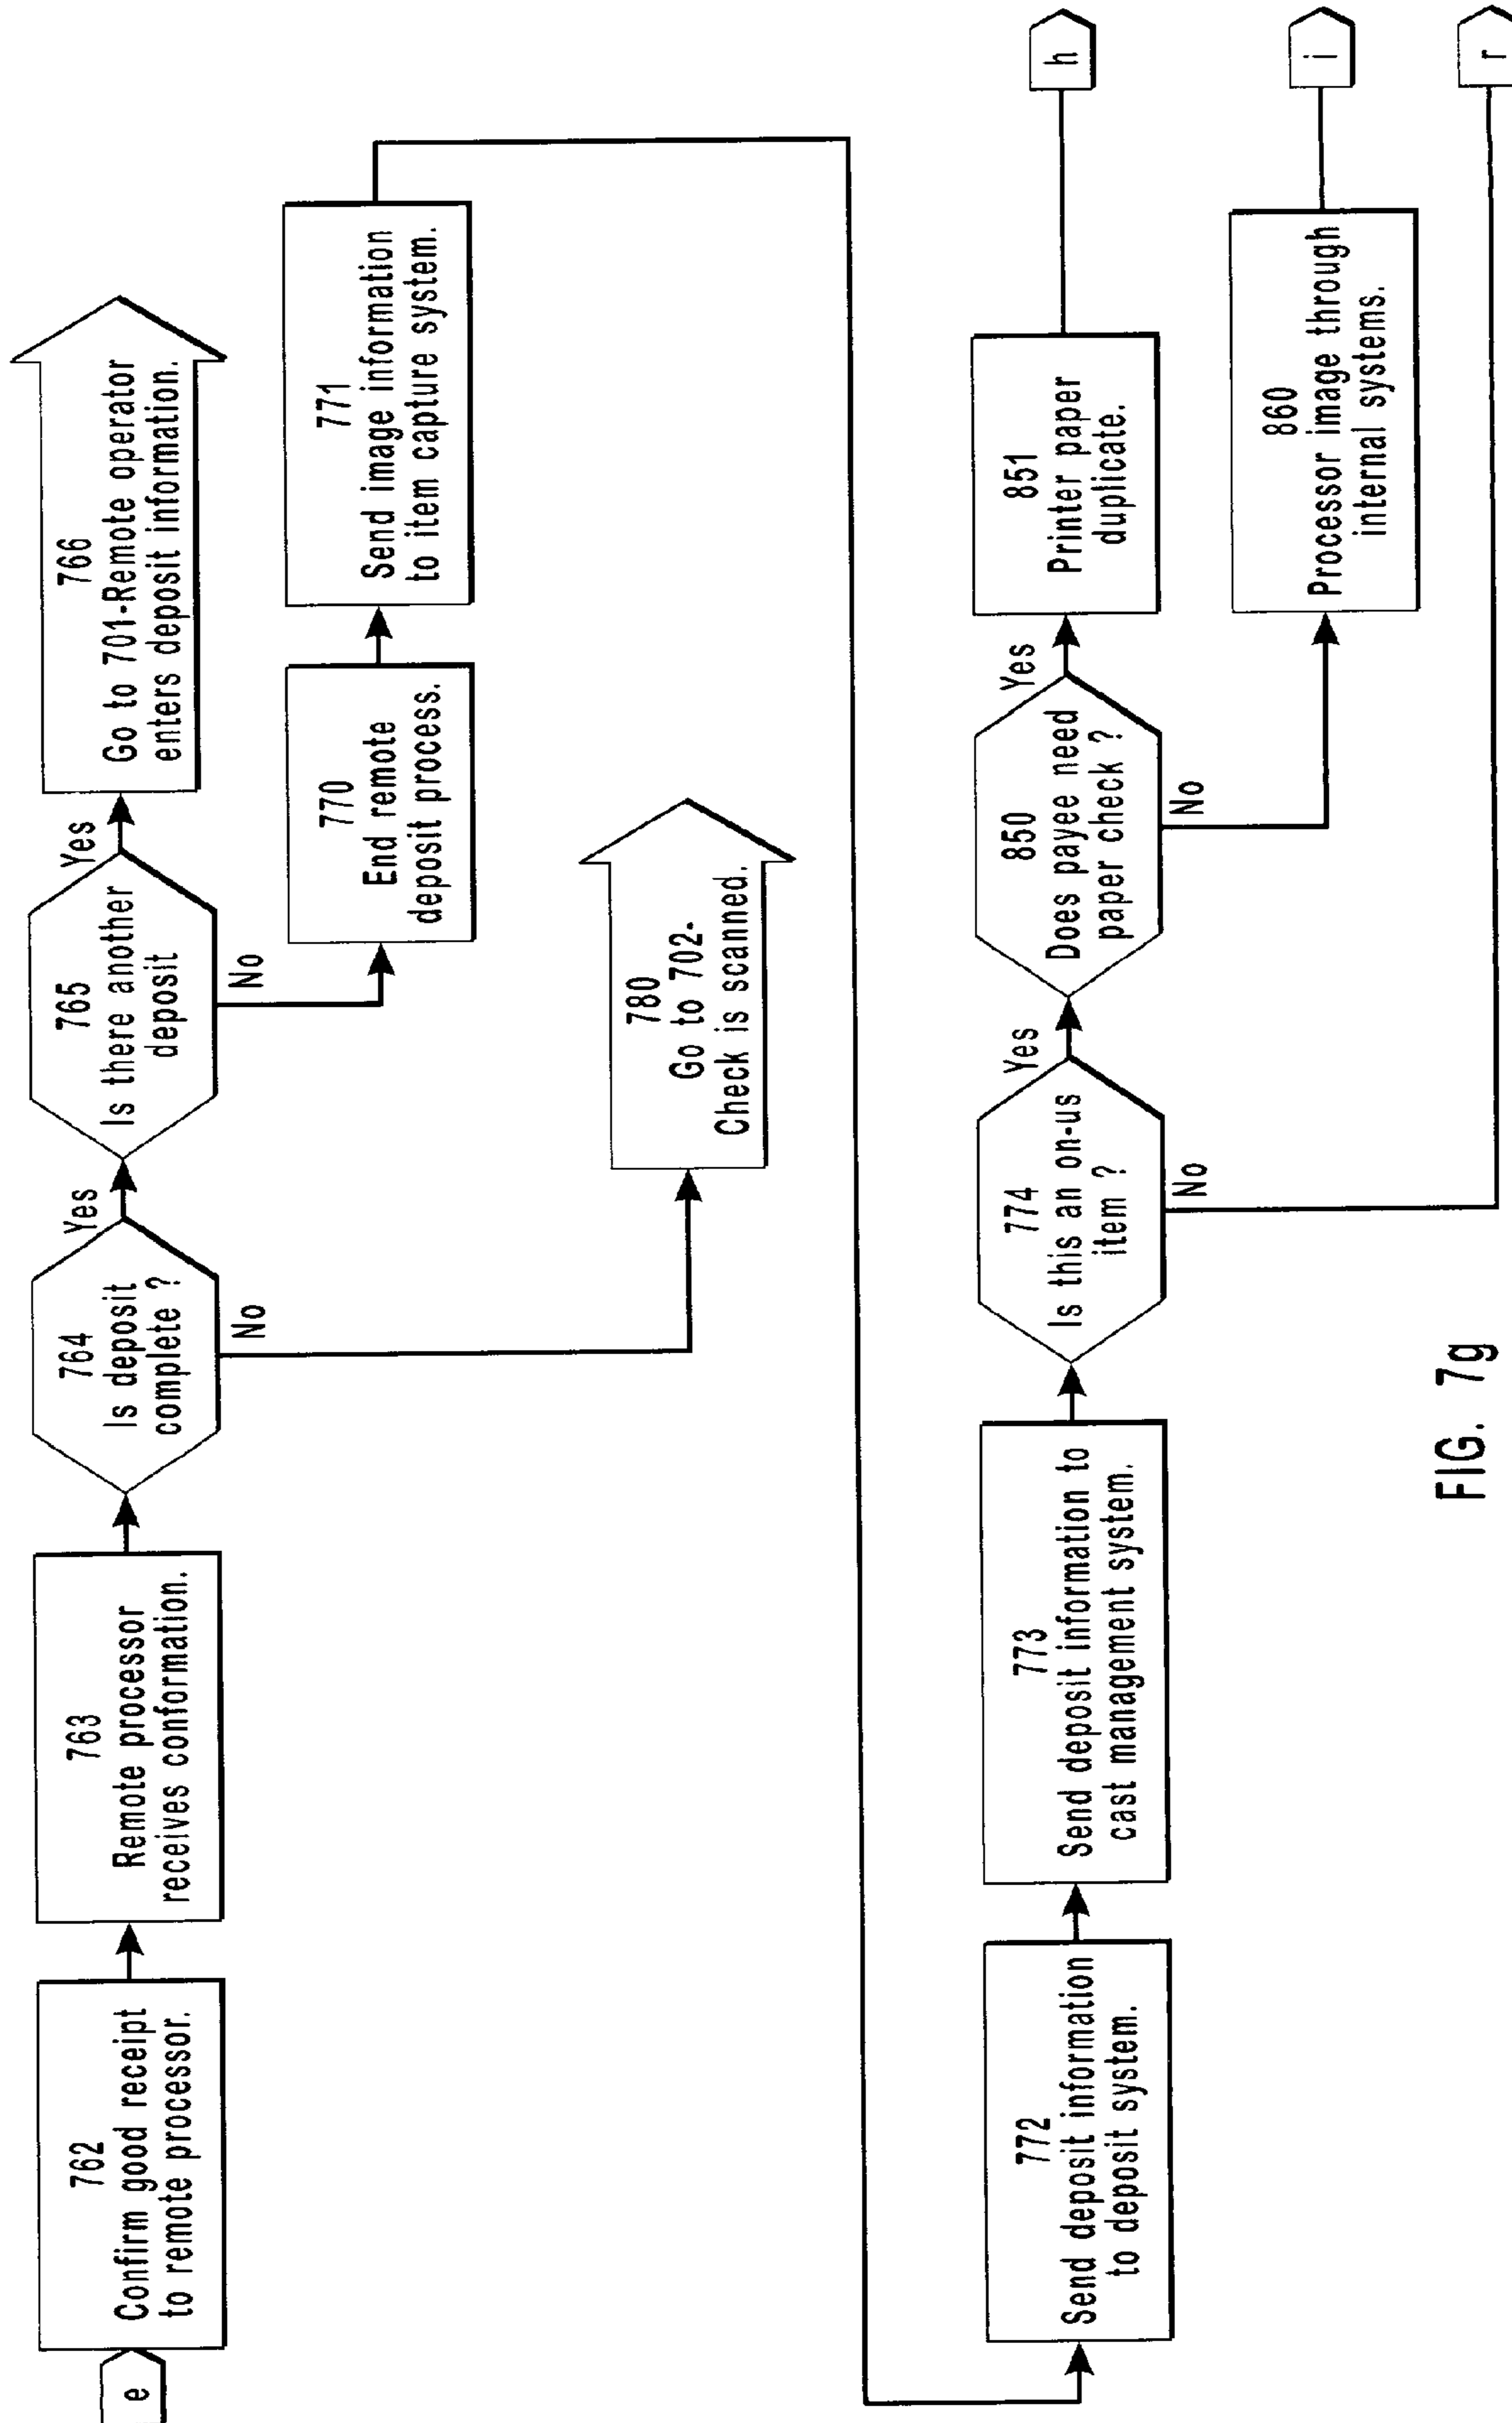 e
762
Confirm good receipt
to remote processor.
763
Remote processor
receives conformation.
764
Is deposit
complete ?
Yes
No
765
Is there another
deposit
Yes
No
766
Go to 701-Remote operator
enters deposit information.
770
End remote
deposit process.
771
Send image information
to item capture system.
780
Go to 702-
Check is scanned.
772
Send deposit information
to deposit system.
773
Send deposit information to
cast management system.
774
Is this an on-us
item ?
Yes
No
850
Does payee need
paper check ?
Yes
No
851
Printer paper
duplicate.
h
860
Processor image through
internal systems.
i
r
FIG. 7g